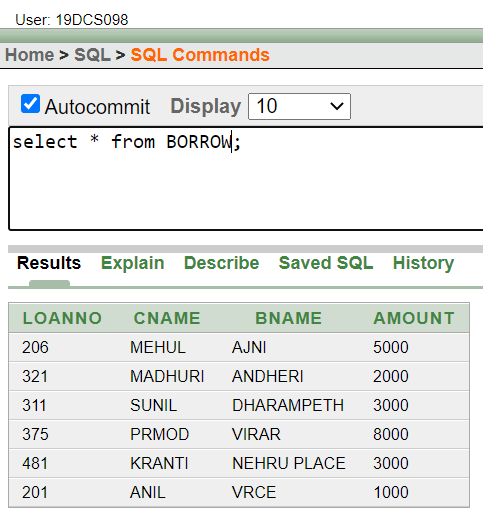 User: 19DCS098
Home > SQL > SQL Commands
Autocommit Display 10
select * from BORROW;
Results Explain Describe Saved SQL History
LOANNO CNAME BNAME AMOUNT
206 MEHUL AJNI 5000
321 MADHURI ANDHERI 2000
311 SUNIL DHARAMPETH 3000
375 PRMOD VIRAR 8000
481 KRANTI NEHRU PLACE 3000
201 ANIL VRCE 1000